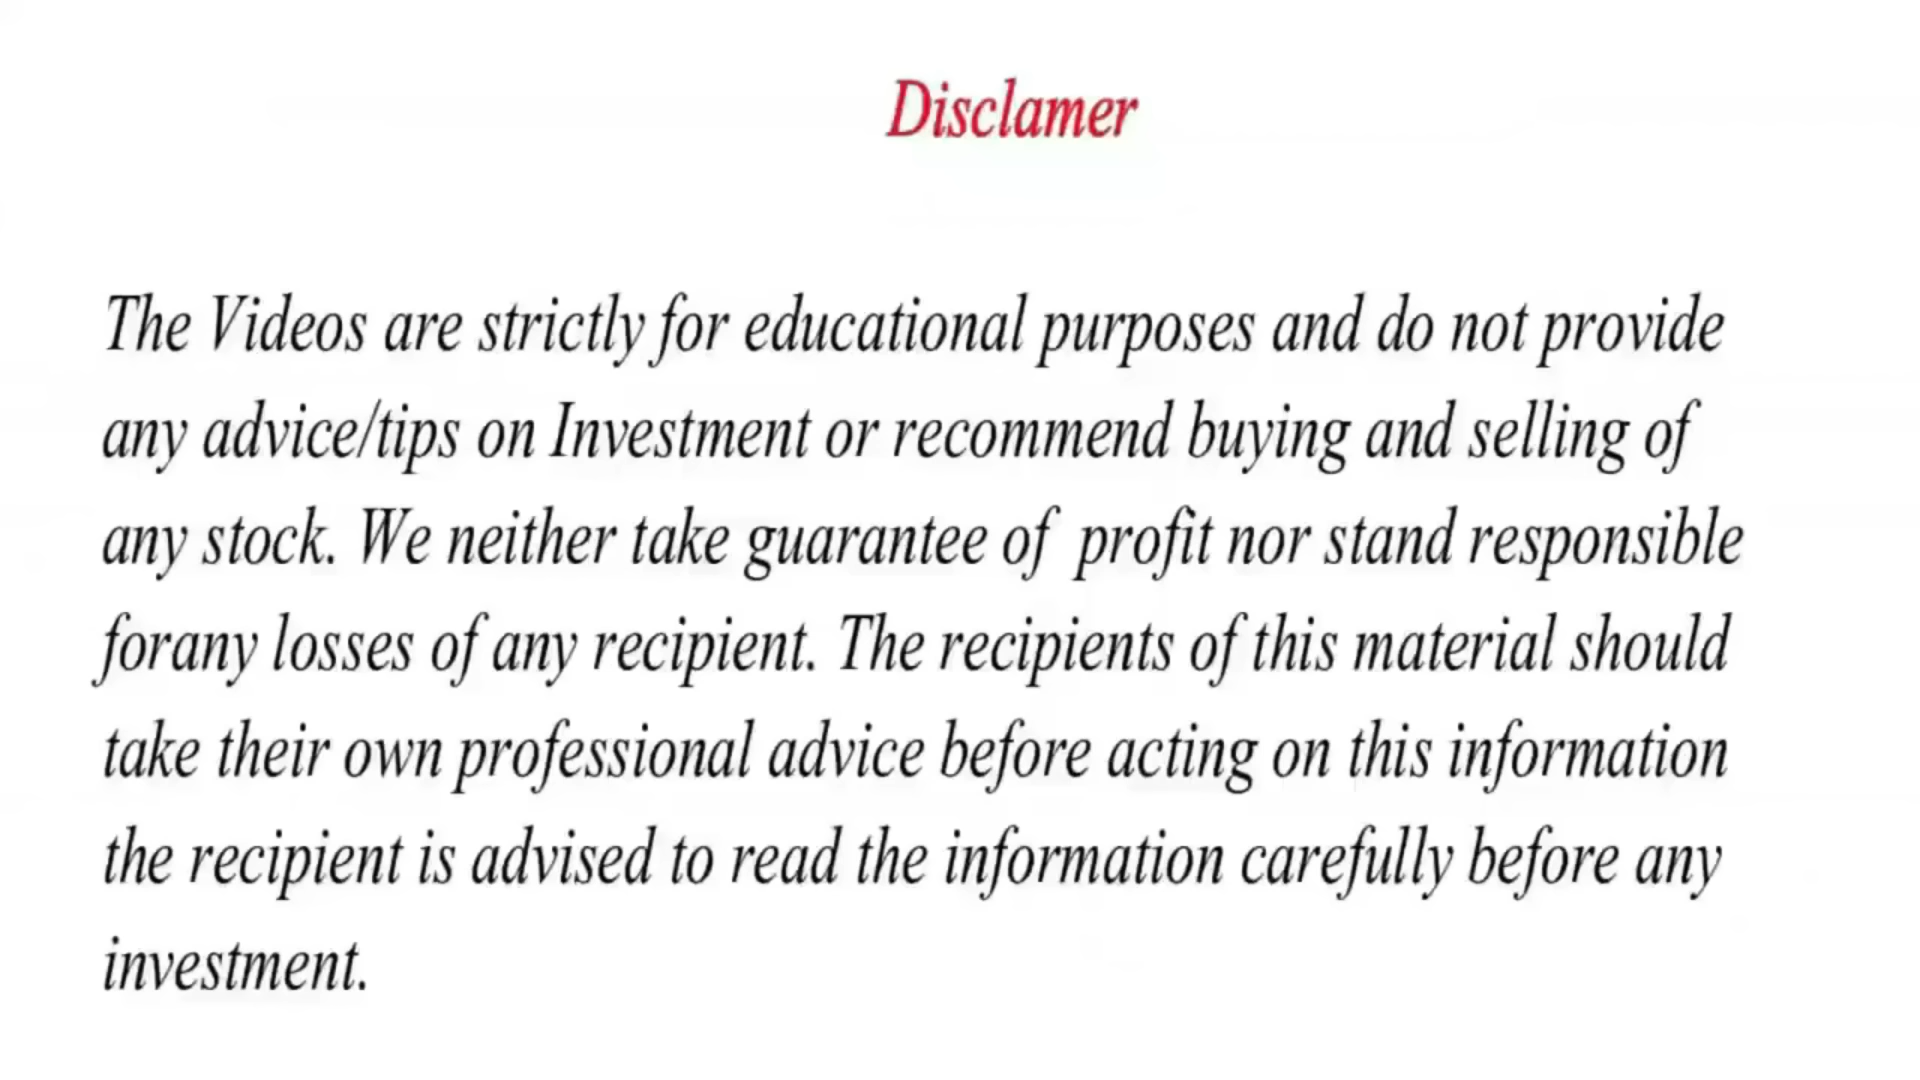 Disclamer
The Videos are strictly for educational purposes and do not provide
any advice/tips on Investment or recommend buying and selling of
any stock. We neither take guarantee of profit nor stand responsible
forany losses of any recipient. The recipients of this material should
take their own professional advice before acting on this information
the recipient is advised to read the information carefully before any
investment.